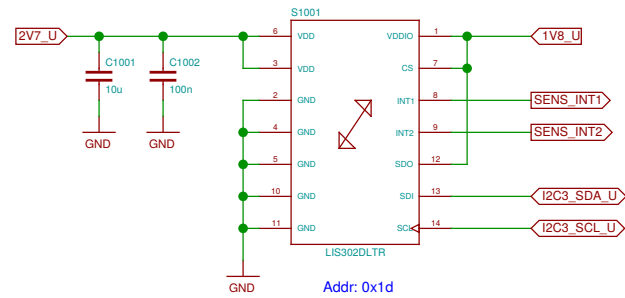 S1001
2V7_U
6 VDD VDDIO 1 1V8_U
C1001 C1002
3 VDD CS 7
10u 100n
2 GND INT1 8 SENS_INT1
4 GND INT2 9 SENS_INT2
GND GND
5 GND SDO 12
10 GND SDI 13 I2C3_SDA_U
11 GND SCL 14 I2C3_SCL_U
LIS302DLTR
GND
Addr: 0x1d